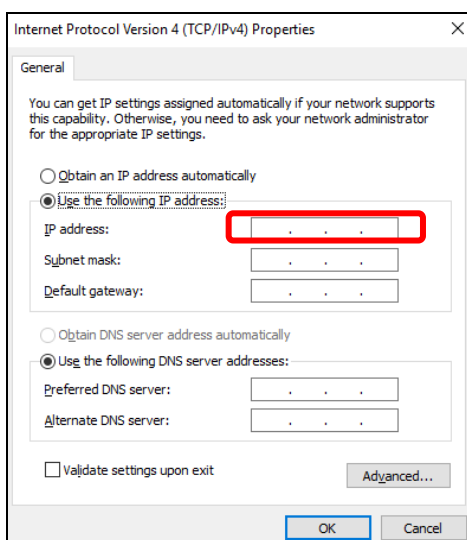 Internet Protocol Version 4 (TCP/IPv4) Properties
General
You can get IP settings assigned automatically if your network supports
this capability. Otherwise, you need to ask your network administrator
for the appropriate IP settings.
Obtain an IP address automatically
Use the following IP address:
IP address:
Subnet mask:
Default gateway:
Obtain DNS server address automatically
Use the following DNS server addresses:
Preferred DNS server:
Alternate DNS server:
Validate settings upon exit
Advanced...
OK Cancel